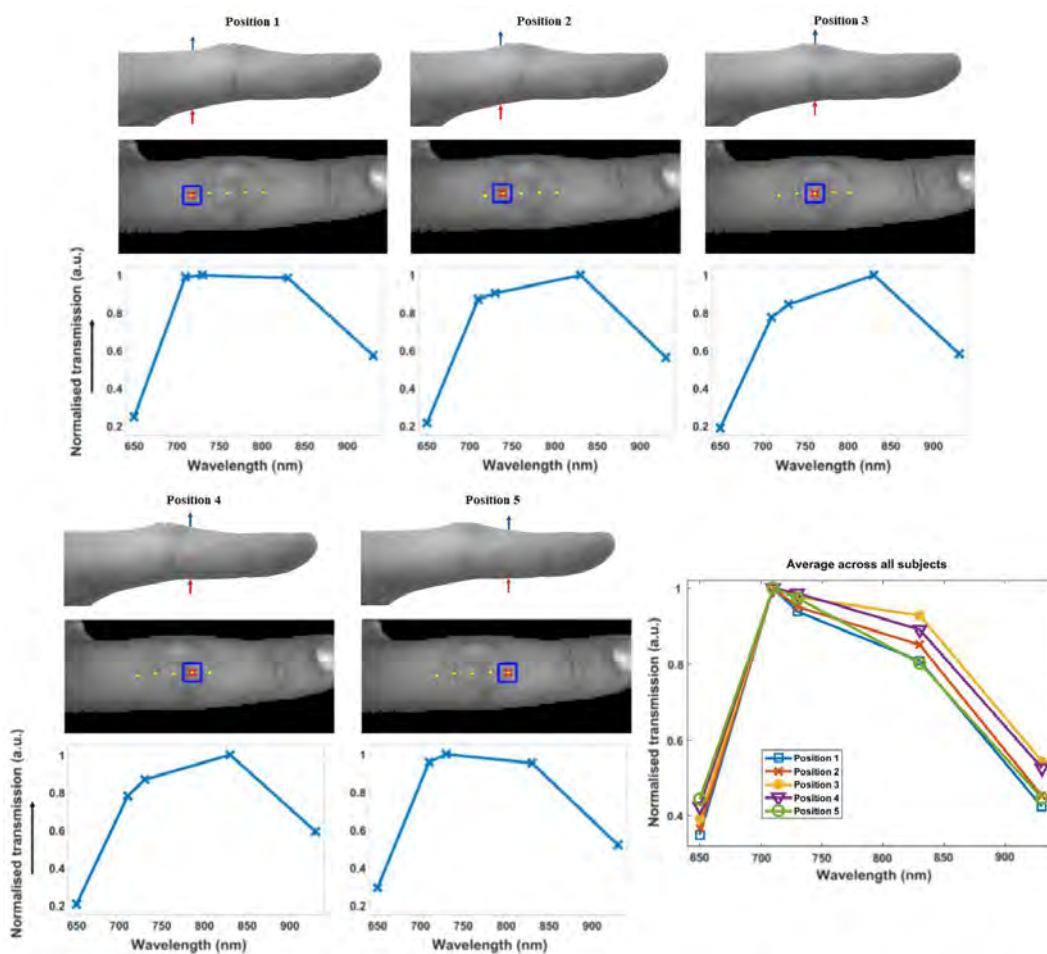 Position 1
Position 2
Position 3
Normalised transmission (a.u.)
1
0.8
0.6
0.4
0.2
650 700 750 800 850 900
Wavelength (nm)
1
0.8
0.6
0.4
0.2
650 700 750 800 850 900
Wavelength (nm)
1
0.8
0.6
0.4
0.2
650 700 750 800 850 900
Wavelength (nm)
Position 4
Position 5
Normalised transmission (a.u.)
1
0.8
0.6
0.4
0.2
650 700 750 800 850 900
Wavelength (nm)
1
0.8
0.6
0.4
0.2
650 700 750 800 850 900
Wavelength (nm)
Average across all subjects
Normalised transmission (a.u.)
1
0.8
0.6
0.4
Position 1
Position 2
Position 3
Position 4
Position 5
650 700 750 800 850 900
Wavelength (nm)